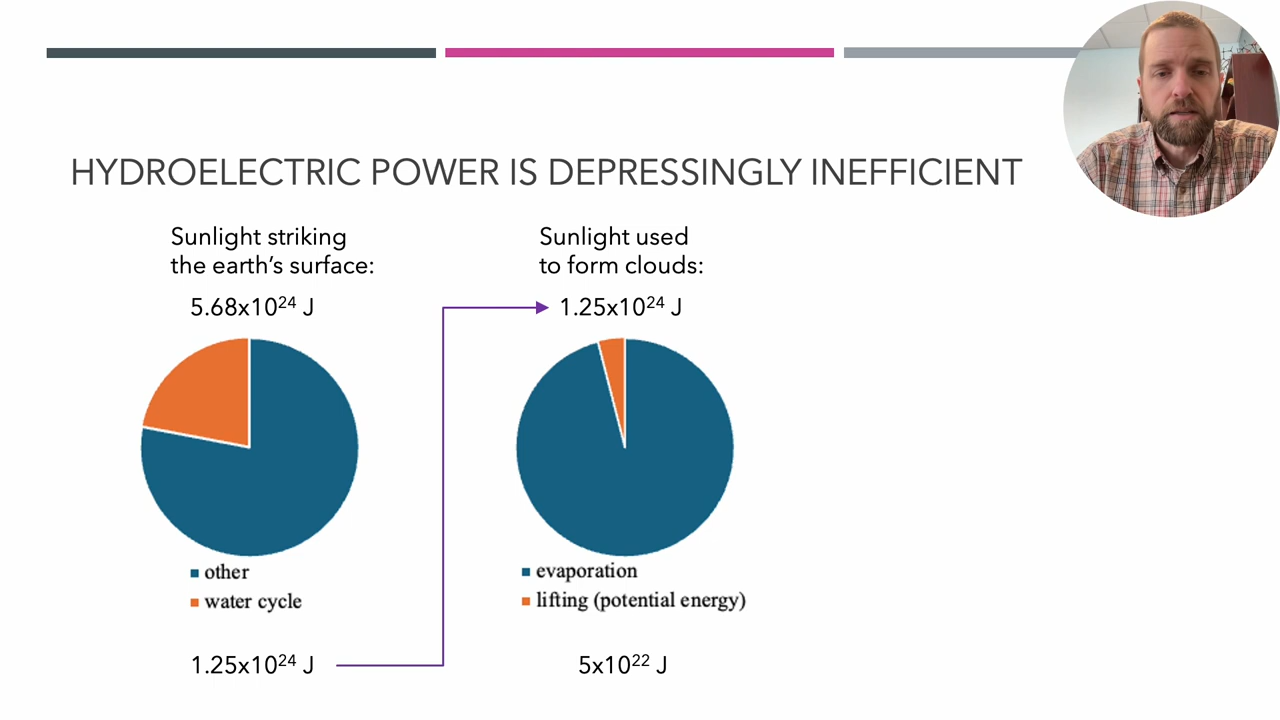 HYDROELECTRIC POWER IS DEPRESSINGLY INEFFICIENT
Sunlight striking
the earth’s surface:
5.68x10²⁴ J
other
water cycle
1.25x10²⁴ J
Sunlight used
to form clouds:
1.25x10²⁴ J
evaporation
lifting (potential energy)
5x10²² J